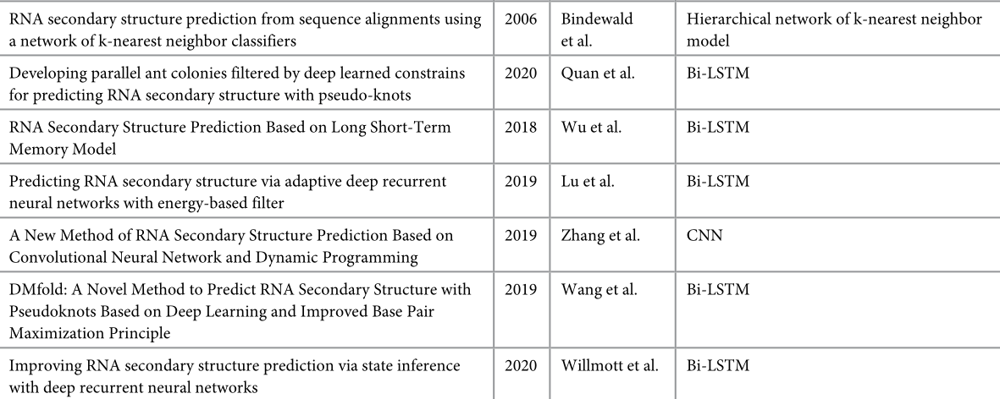 RNA secondary structure prediction from sequence alignments using
a network of k-nearest neighbor classifiers
2006
Bindewald
et al.
Hierarchical network of k-nearest neighbor
model
Developing parallel ant colonies filtered by deep learned constrains
for predicting RNA secondary structure with pseudo-knots
2020
Quan et al.
Bi-LSTM
RNA Secondary Structure Prediction Based on Long Short-Term
Memory Model
2018
Wu et al.
Bi-LSTM
Predicting RNA secondary structure via adaptive deep recurrent
neural networks with energy-based filter
2019
Lu et al.
Bi-LSTM
A New Method of RNA Secondary Structure Prediction Based on
Convolutional Neural Network and Dynamic Programming
2019
Zhang et al.
CNN
DMfold: A Novel Method to Predict RNA Secondary Structure with
Pseudoknots Based on Deep Learning and Improved Base Pair
Maximization Principle
2019
Wang et al.
Bi-LSTM
Improving RNA secondary structure prediction via state inference
with deep recurrent neural networks
2020
Willmott et al.
Bi-LSTM